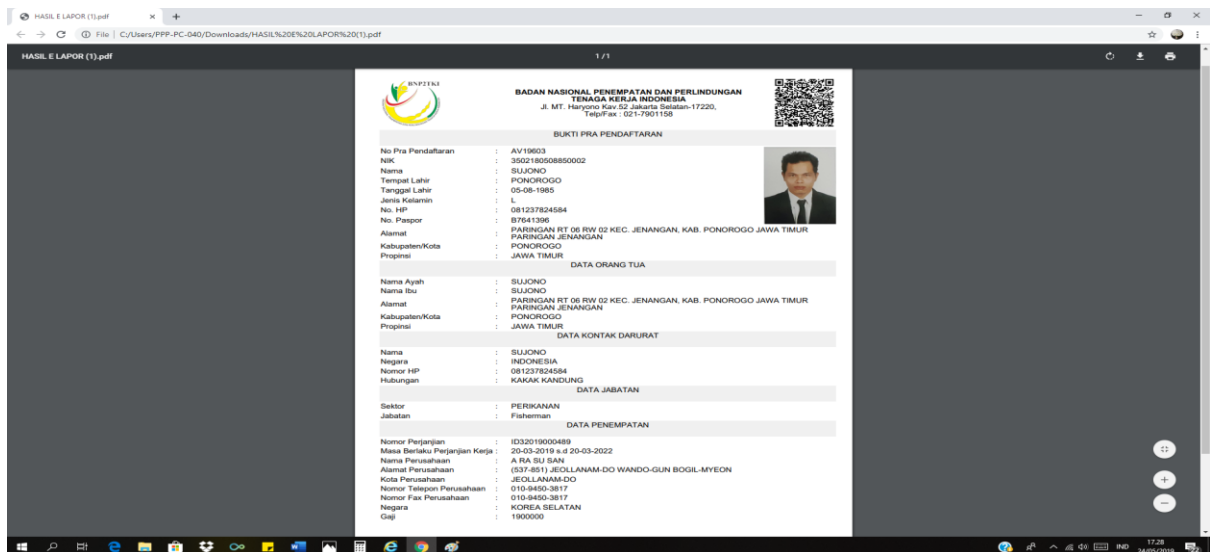 HASIL E LAPOR (1).pdf
File | C:/Users/PPP-PC-040/Downloads/HASIL%20E%20LAPOR%20(1).pdf
HASIL E LAPOR (1).pdf 1 / 1
BNP2TKI
BADAN NASIONAL PENEMPATAN DAN PERLINDUNGAN
TENAGA KERJA INDONESIA
Jl. MT. Haryono Kav.52 Jakarta Selatan-17220,
Telp/Fax : 021-7901158
BUKTI PRA PENDAFTARAN
No Pra Pendaftaran : AV19603
NIK : 3502180508850002
Nama : SUJONO
Tempat Lahir : PONOROGO
Tanggal Lahir : 05-08-1985
Jenis Kelamin : L
No. HP : 081237824584
No. Paspor : B7641396
Alamat : PARINGAN RT 06 RW 02 KEC. JENANGAN, KAB. PONOROGO JAWA TIMUR
PARINGAN JENANGAN
Kabupaten/Kota : PONOROGO
Propinsi : JAWA TIMUR
DATA ORANG TUA
Nama Ayah : SUJONO
Nama Ibu : SUJONO
Alamat : PARINGAN RT 06 RW 02 KEC. JENANGAN, KAB. PONOROGO JAWA TIMUR
PARINGAN JENANGAN
Kabupaten/Kota : PONOROGO
Propinsi : JAWA TIMUR
DATA KONTAK DARURAT
Nama : SUJONO
Negara : INDONESIA
Nomor HP : 081237824584
Hubungan : KAKAK KANDUNG
DATA JABATAN
Sektor : PERIKANAN
Jabatan : Fisherman
DATA PENEMPATAN
Nomor Perjanjian : ID32019000489
Masa Berlaku Perjanjian Kerja : 20-03-2019 s.d 20-03-2022
Nama Perusahaan : A RA SU SAN
Alamat Perusahaan : (537-851) JEOLLANAM-DO WANDO-GUN BOGIL-MYEON
Kota Perusahaan : JEOLLANAM-DO
Nomor Telepon Perusahaan : 010-9450-3817
Nomor Fax Perusahaan : 010-9450-3817
Negara : KOREA SELATAN
Gaji : 1900000
IND
17.28
24/05/2019